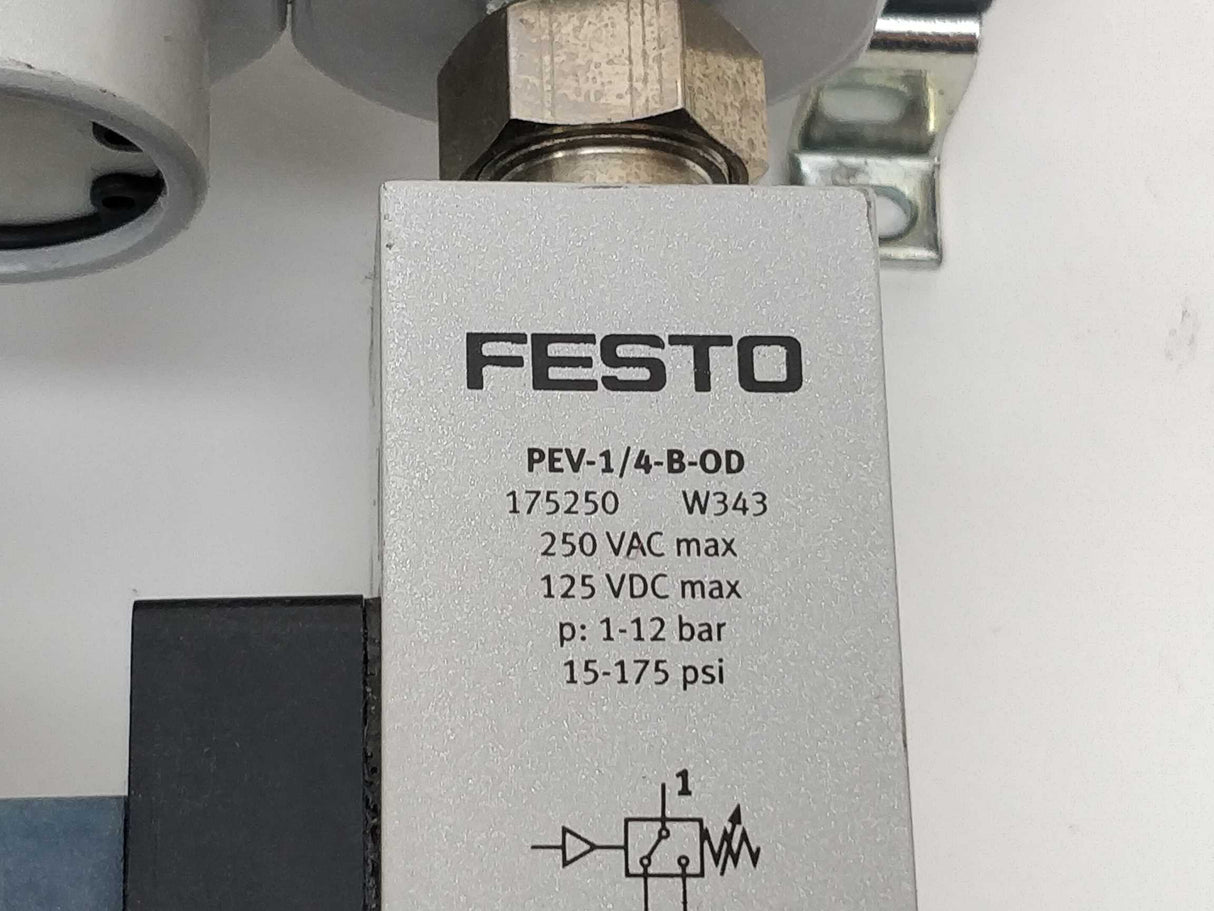 FESTO
PEV-1/4-B-OD
175250 W343
250 VAC max
125 VDC max
p: 1-12 bar
15-175 psi
1